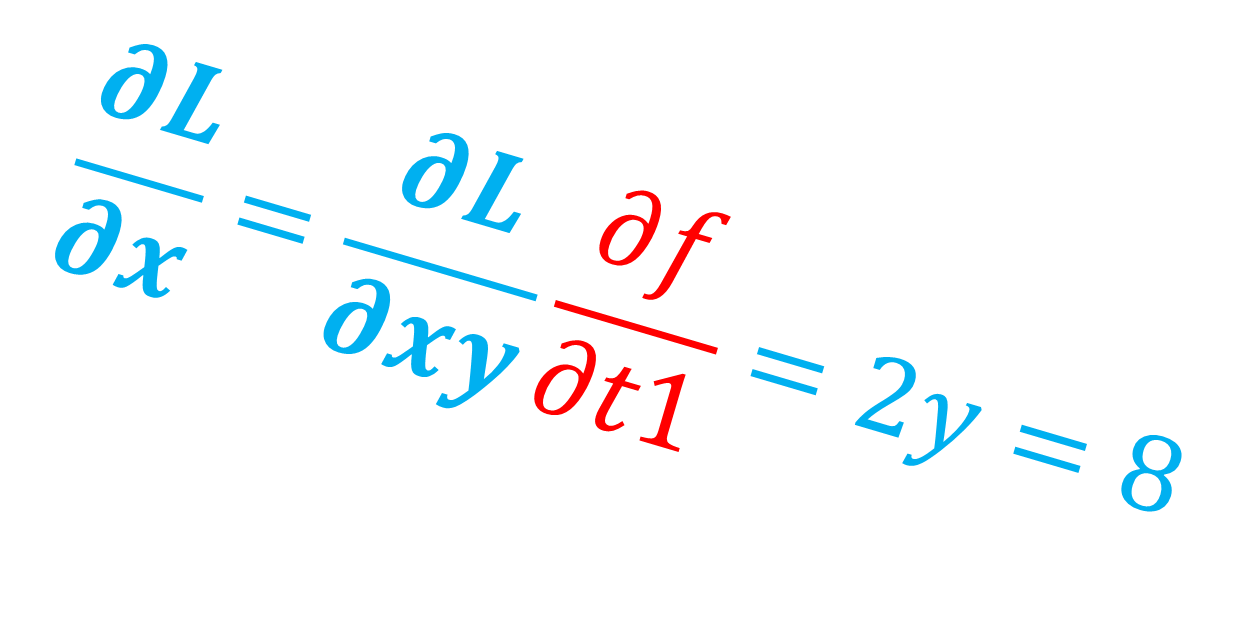 ∂L/∂x = ∂L/∂xy ∂f/∂t1 = 2y = 8